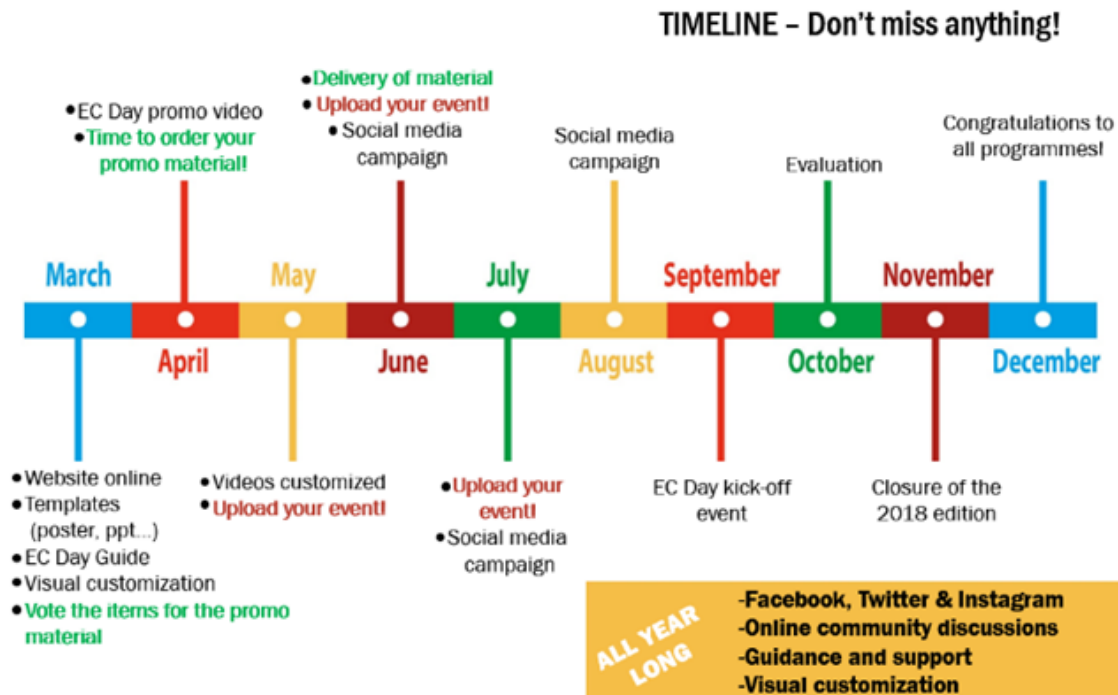 TIMELINE – Don't miss anything!
•EC Day promo video
•Time to order your
promo material!
•Delivery of material
•Upload your event!
•Social media
campaign
Social media
campaign
Evaluation
Congratulations to
all programmes!
March
May
July
September
November
April
June
August
October
December
•Website online
•Templates
(poster, ppt...)
•EC Day Guide
•Visual customization
•Vote the items for the promo
material
•Videos customized
•Upload your event!
•Upload your
event!
•Social media
campaign
EC Day kick-off
event
Closure of the
2018 edition
ALL YEAR
LONG
-Facebook, Twitter & Instagram
-Online community discussions
-Guidance and support
-Visual customization